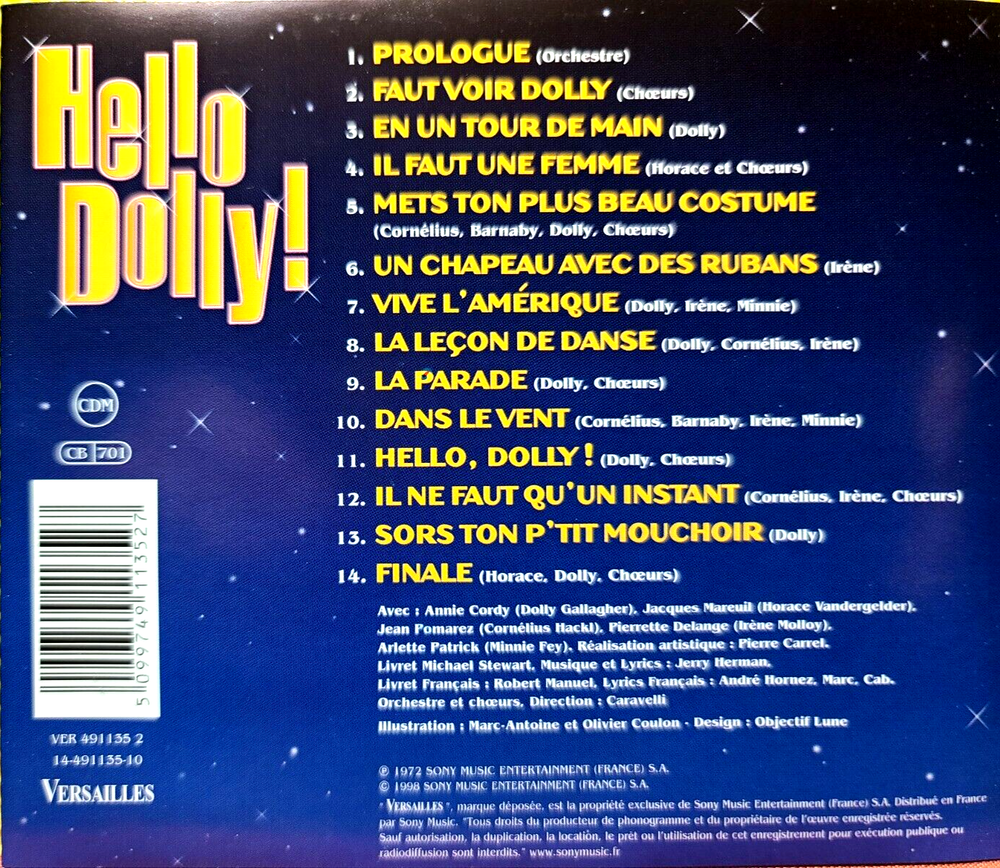 Hello
Dolly!
1. PROLOGUE (Orchestre)
2. FAUT VOIR DOLLY (Chœurs)
3. EN UN TOUR DE MAIN (Dolly)
4. IL FAUT UNE FEMME (Horace et Chœurs)
5. METS TON PLUS BEAU COSTUME
(Cornélius, Barnaby, Dolly, Chœurs)
6. UN CHAPEAU AVEC DES RUBANS (Irène)
7. VIVE L'AMÉRIQUE (Dolly, Irène, Minnie)
8. LA LEÇON DE DANSE (Dolly, Cornélius, Irène)
9. LA PARADE (Dolly, Chœurs)
10. DANS LE VENT (Cornélius, Barnaby, Irène, Minnie)
11. HELLO, DOLLY ! (Dolly, Chœurs)
12. IL NE FAUT QU'UN INSTANT (Cornélius, Irène, Chœurs)
13. SORS TON P'TIT MOUCHOIR (Dolly)
14. FINALE (Horace, Dolly, Chœurs)
Avec : Annie Cordy (Dolly Gallagher), Jacques Mareuil (Horace Vandergelder),
Jean Pomarez (Cornélius Hackl), Pierrette Delange (Irène Molloy),
Arlette Patrick (Minnie Fey). Réalisation artistique : Pierre Carrel.
Livret Michael Stewart, Musique et Lyrics : Jerry Herman,
Livret Français : Robert Manuel, Lyrics Français : André Hornez, Marc, Cab.
Orchestre et chœurs, Direction : Caravelli
Illustration : Marc-Antoine et Olivier Coulon - Design : Objectif Lune
℗ 1972 SONY MUSIC ENTERTAINMENT (FRANCE) S.A.
© 1998 SONY MUSIC ENTERTAINMENT (FRANCE) S.A.
"VERSAILLES", marque déposée, est la propriété exclusive de Sony Music Entertainment (France) S.A. Distribué en France
par Sony Music. "Tous droits du producteur de phonogramme et du propriétaire de l'œuvre enregistrée réservés.
Sauf autorisation, la duplication, la location, le prêt ou l'utilisation de cet enregistrement pour exécution publique ou
radiodiffusion sont interdits." www.sonymusic.fr
CDM
CB 701
5 099749 113527
VER 491135 2
14-491135-10
VERSAILLES